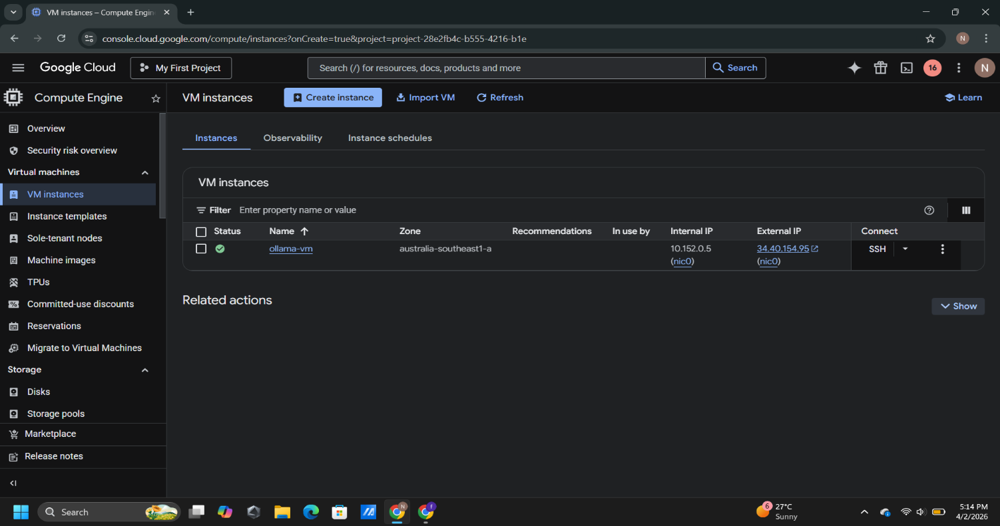 VM instances – Compute Engin
console.cloud.google.com/compute/instances?onCreate=true&project=project-28e2fb4c-b555-4216-b1e
N
Google Cloud
My First Project
Search (/) for resources, docs, products and more
Search
16
N
Compute Engine
VM instances
Create instance
Import VM
Refresh
Learn
Overview
Security risk overview
Virtual machines
VM instances
Instance templates
Sole-tenant nodes
Machine images
TPUs
Committed-use discounts
Reservations
Migrate to Virtual Machines
Storage
Disks
Storage pools
Marketplace
Release notes
Instances
Observability
Instance schedules
VM instances
Filter Enter property name or value
Status Name Zone Recommendations In use by Internal IP External IP Connect
ollama-vm australia-southeast1-a 10.152.0.5 34.40.154.95 SSH
(nic0) (nic0)
Related actions
Show
Search
N
f
6
27°C
Sunny
5:14 PM
4/2/2026